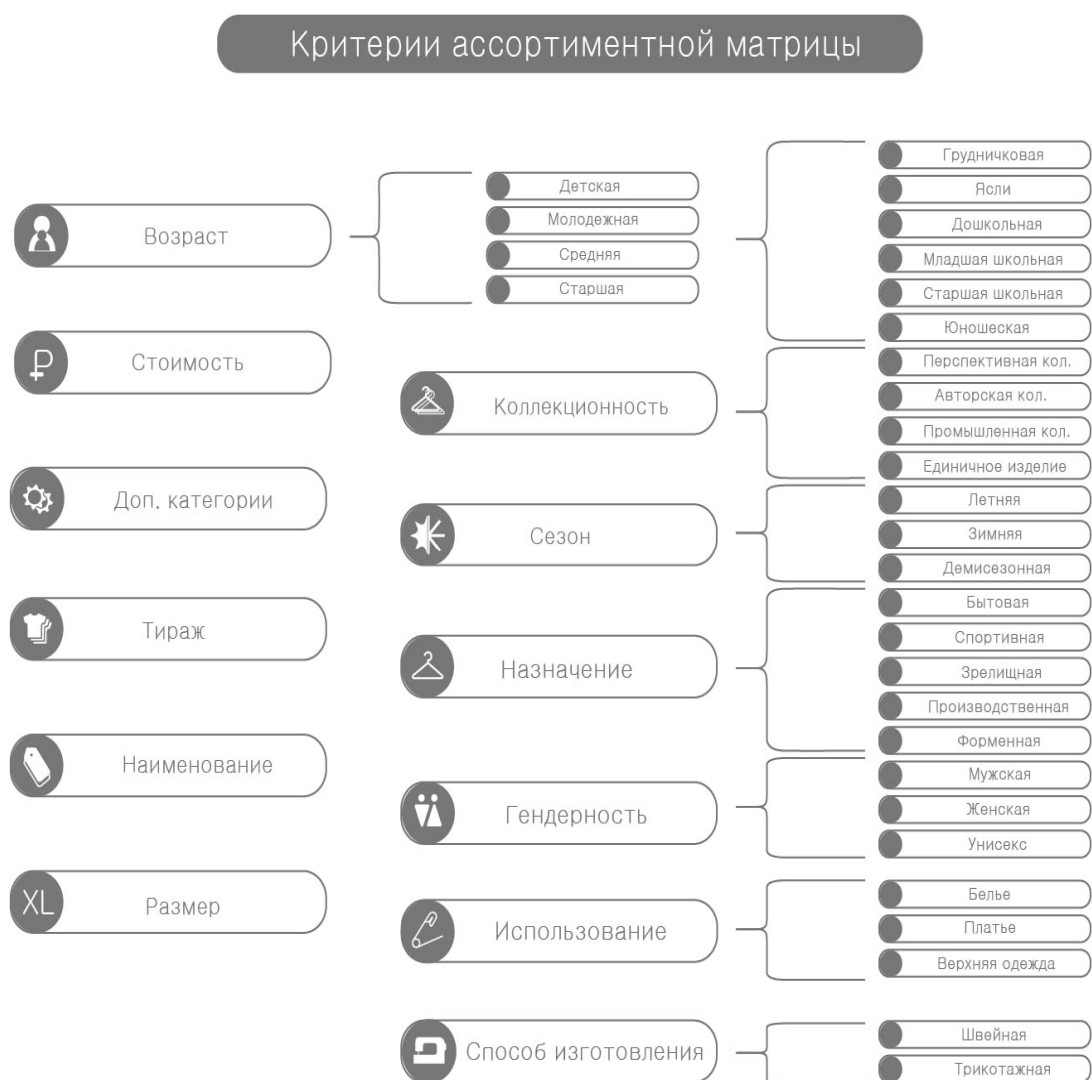 Критерии ассортиментной матрицы
Возраст
Детская
Молодежная
Средняя
Старшая
Грудничковая
Ясли
Дошкольная
Младшая школьная
Старшая школьная
Юношеская
Стоимость
Доп. категории
Тираж
Наименование
XL
Размер
Коллекционность
Перспективная кол.
Авторская кол.
Промышленная кол.
Единичное изделие
Сезон
Летняя
Зимняя
Демисезонная
Назначение
Бытовая
Спортивная
Зрелищная
Производственная
Форменная
Гендерность
Мужская
Женская
Унисекс
Использование
Белье
Платье
Верхняя одежда
Способ изготовления
Швейная
Трикотажная